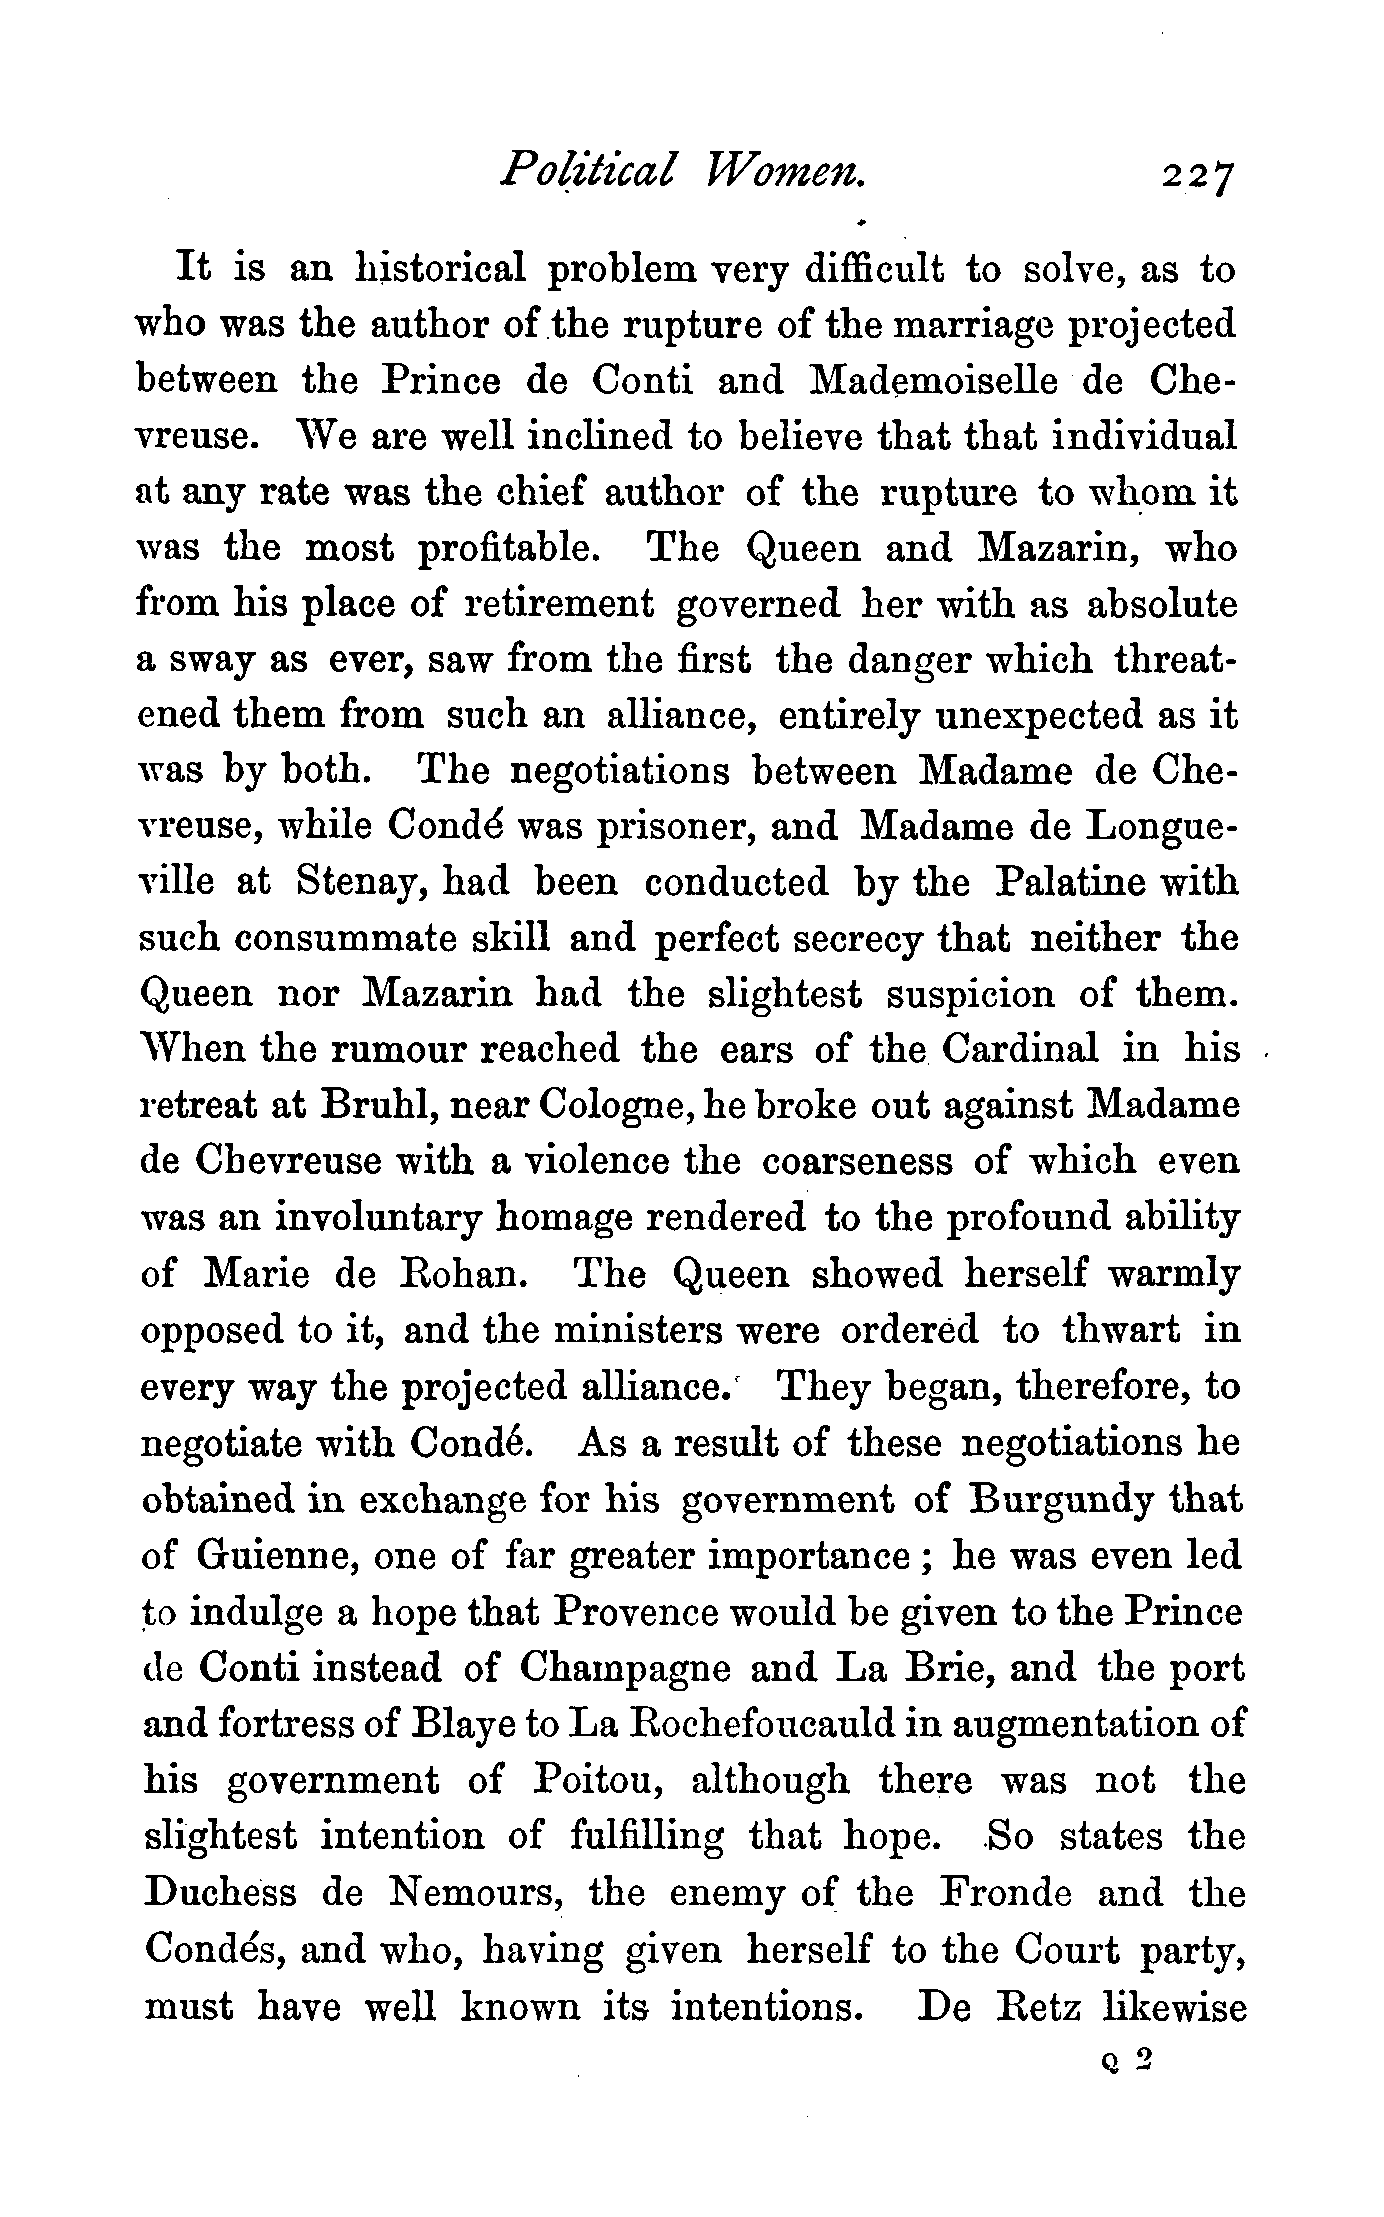 Political Women. 227
It is an historical problem very difficult to solve, as to
who was the author of the rupture of the marriage projected
between the Prince de Conti and Mademoiselle de Che-
vreuse. We are well inclined to believe that that individual
at any rate was the chief author of the rupture to whom it
was the most profitable. The Queen and Mazarin, who
from his place of retirement governed her with as absolute
a sway as ever, saw from the first the danger which threat-
ened them from such an alliance, entirely unexpected as it
was by both. The negotiations between Madame de Che-
vreuse, while Condé was prisoner, and Madame de Longue-
ville at Stenay, had been conducted by the Palatine with
such consummate skill and perfect secrecy that neither the
Queen nor Mazarin had the slightest suspicion of them.
When the rumour reached the ears of the Cardinal in his
retreat at Bruhl, near Cologne, he broke out against Madame
de Chevreuse with a violence the coarseness of which even
was an involuntary homage rendered to the profound ability
of Marie de Rohan. The Queen showed herself warmly
opposed to it, and the ministers were ordered to thwart in
every way the projected alliance. They began, therefore, to
negotiate with Condé. As a result of these negotiations he
obtained in exchange for his government of Burgundy that
of Guienne, one of far greater importance ; he was even led
to indulge a hope that Provence would be given to the Prince
de Conti instead of Champagne and La Brie, and the port
and fortress of Blaye to La Rochefoucauld in augmentation of
his government of Poitou, although there was not the
slightest intention of fulfilling that hope. So states the
Duchess de Nemours, the enemy of the Fronde and the
Condés, and who, having given herself to the Court party,
must have well known its intentions. De Retz likewise
Q 2